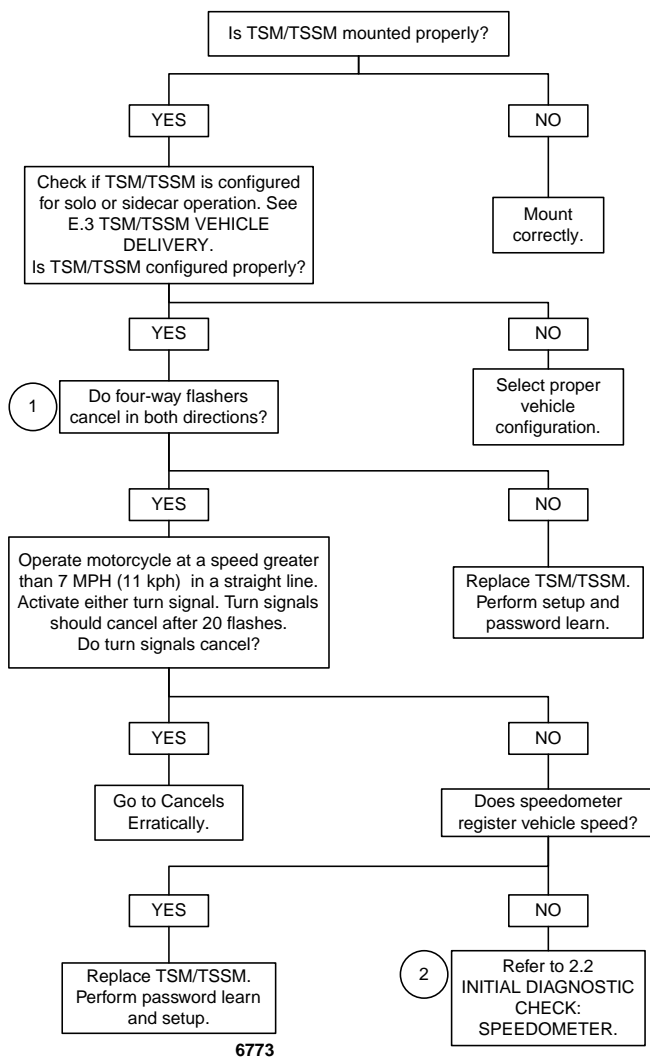 Is TSM/TSSM mounted properly?
YES
NO
Check if TSM/TSSM is configured
for solo or sidecar operation. See
E.3 TSM/TSSM VEHICLE
DELIVERY.
Is TSM/TSSM configured properly?
Mount
correctly.
YES
NO
1
Do four-way flashers
cancel in both directions?
Select proper
vehicle
configuration.
YES
NO
Operate motorcycle at a speed greater
than 7 MPH (11 kph) in a straight line.
Activate either turn signal. Turn signals
should cancel after 20 flashes.
Do turn signals cancel?
Replace TSM/TSSM.
Perform setup and
password learn.
YES
NO
Go to Cancels
Erratically.
Does speedometer
register vehicle speed?
YES
NO
Replace TSM/TSSM.
Perform password learn
and setup.
2
Refer to 2.2
INITIAL DIAGNOSTIC
CHECK:
SPEEDOMETER.
6773